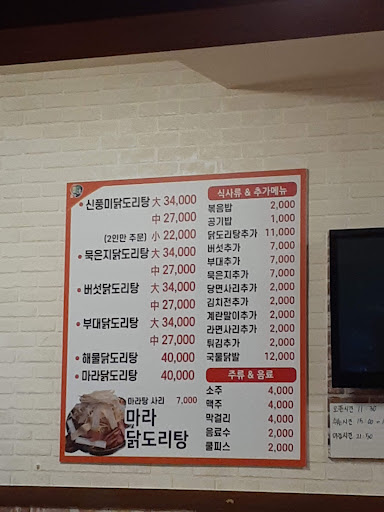 신풍미닭도리탕 大 34,000
中 27,000
(2인만 주문) 小 22,000
묵은지닭도리탕 大 34,000
中 27,000
버섯닭도리탕 大 34,000
中 27,000
부대닭도리탕 大 34,000
中 27,000
해물닭도리탕 40,000
마라닭도리탕 40,000
마라탕 사리 7,000
마라
닭도리탕
식사류 & 추가메뉴
볶음밥 2,000
공기밥 1,000
닭도리탕추가 11,000
버섯추가 7,000
부대추가 7,000
묵은지추가 7,000
당면사리추가 2,000
김치전추가 2,000
계란말이추가 2,000
라면사리추가 2,000
튀김추가 2,000
국물닭발 12,000
주류 & 음료
소주 4,000
맥주 4,000
막걸리 4,000
음료수 2,000
쿨피스 2,000
오픈시간 11:30